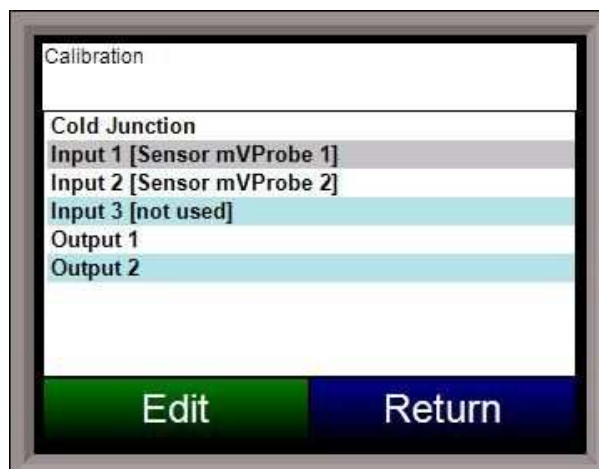 Calibration
Cold Junction
Input 1 [Sensor mVProbe 1]
Input 2 [Sensor mVProbe 2]
Input 3 [not used]
Output 1
Output 2
Edit Return